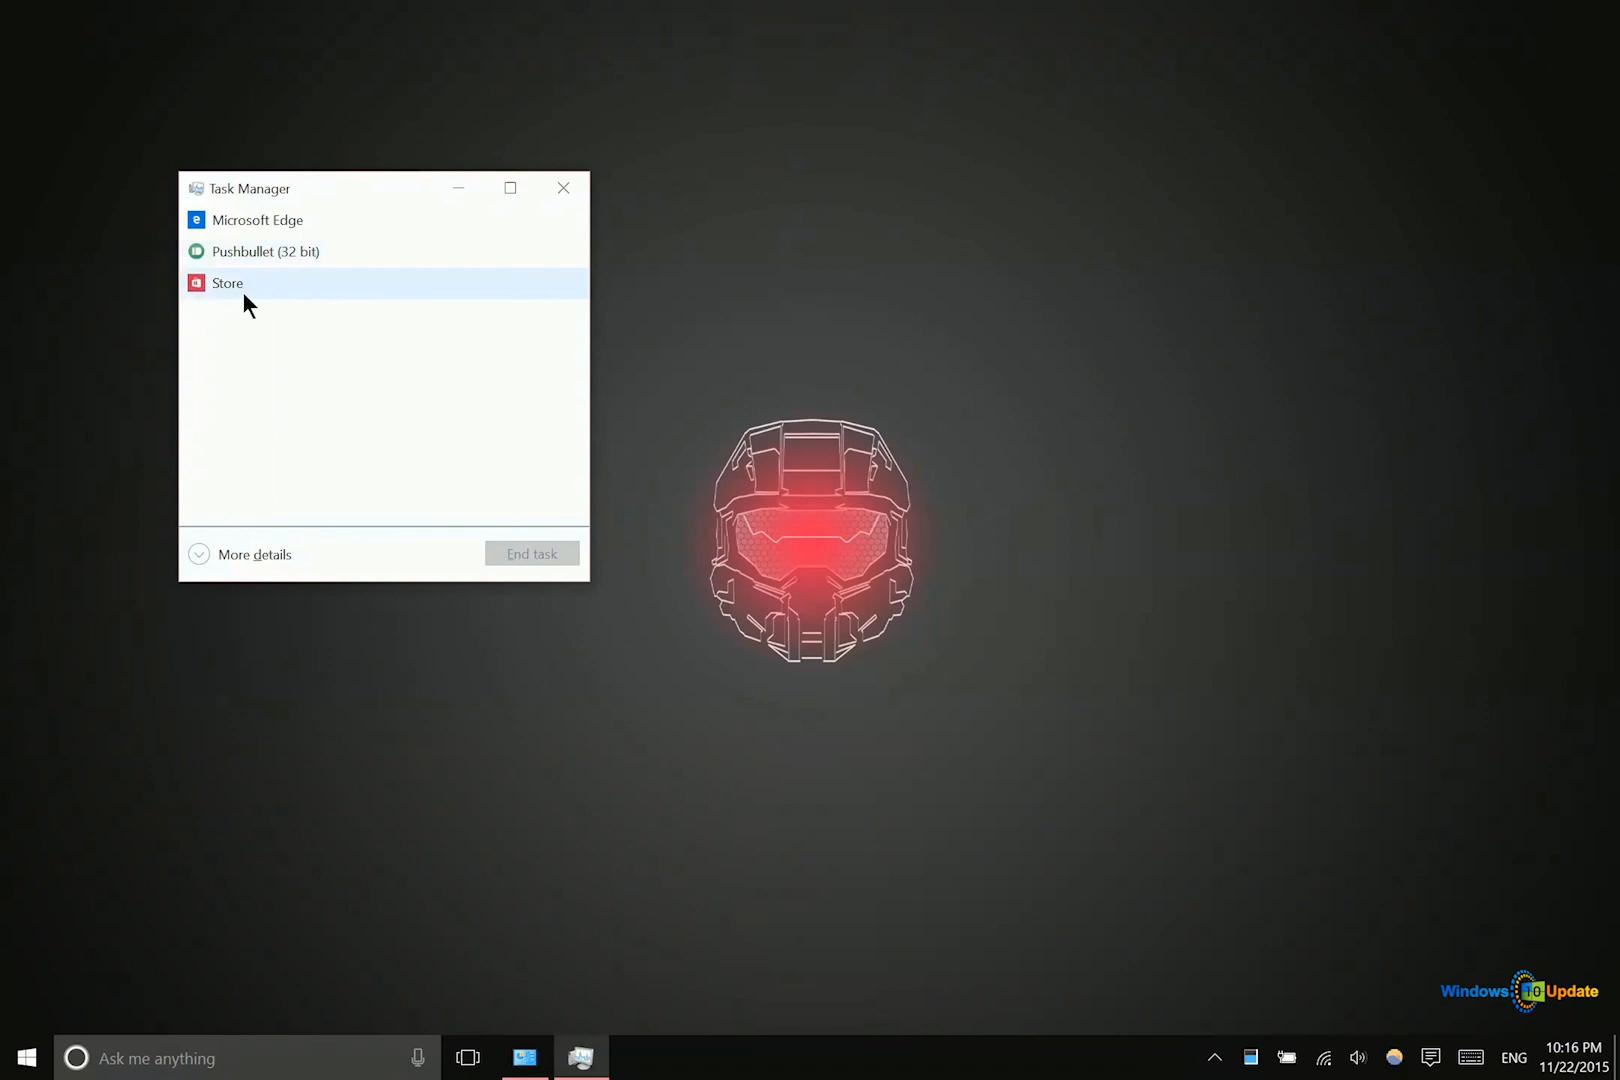 Task Manager
Microsoft Edge
Pushbullet (32 bit)
Store
More details
End task
Windows 10 Update
Ask me anything
ENG
10:16 PM
11/22/2015